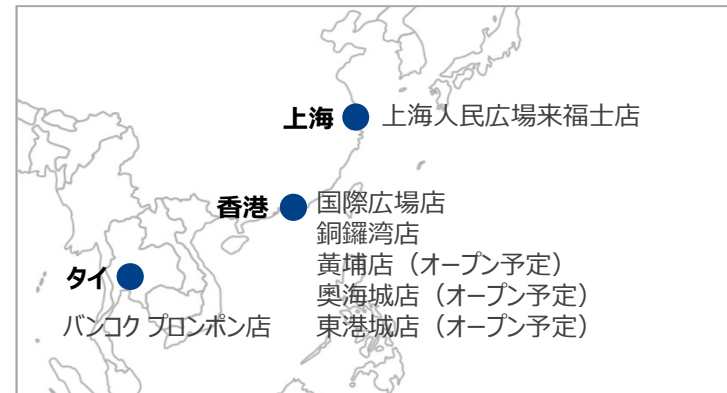 上海 上海人民広場来福士店
香港 国際広場店
銅鑼湾店
黃埔店（オープン予定）
奧海城店（オープン予定）
東港城店（オープン予定）
タイ
バンコク プロンポン店